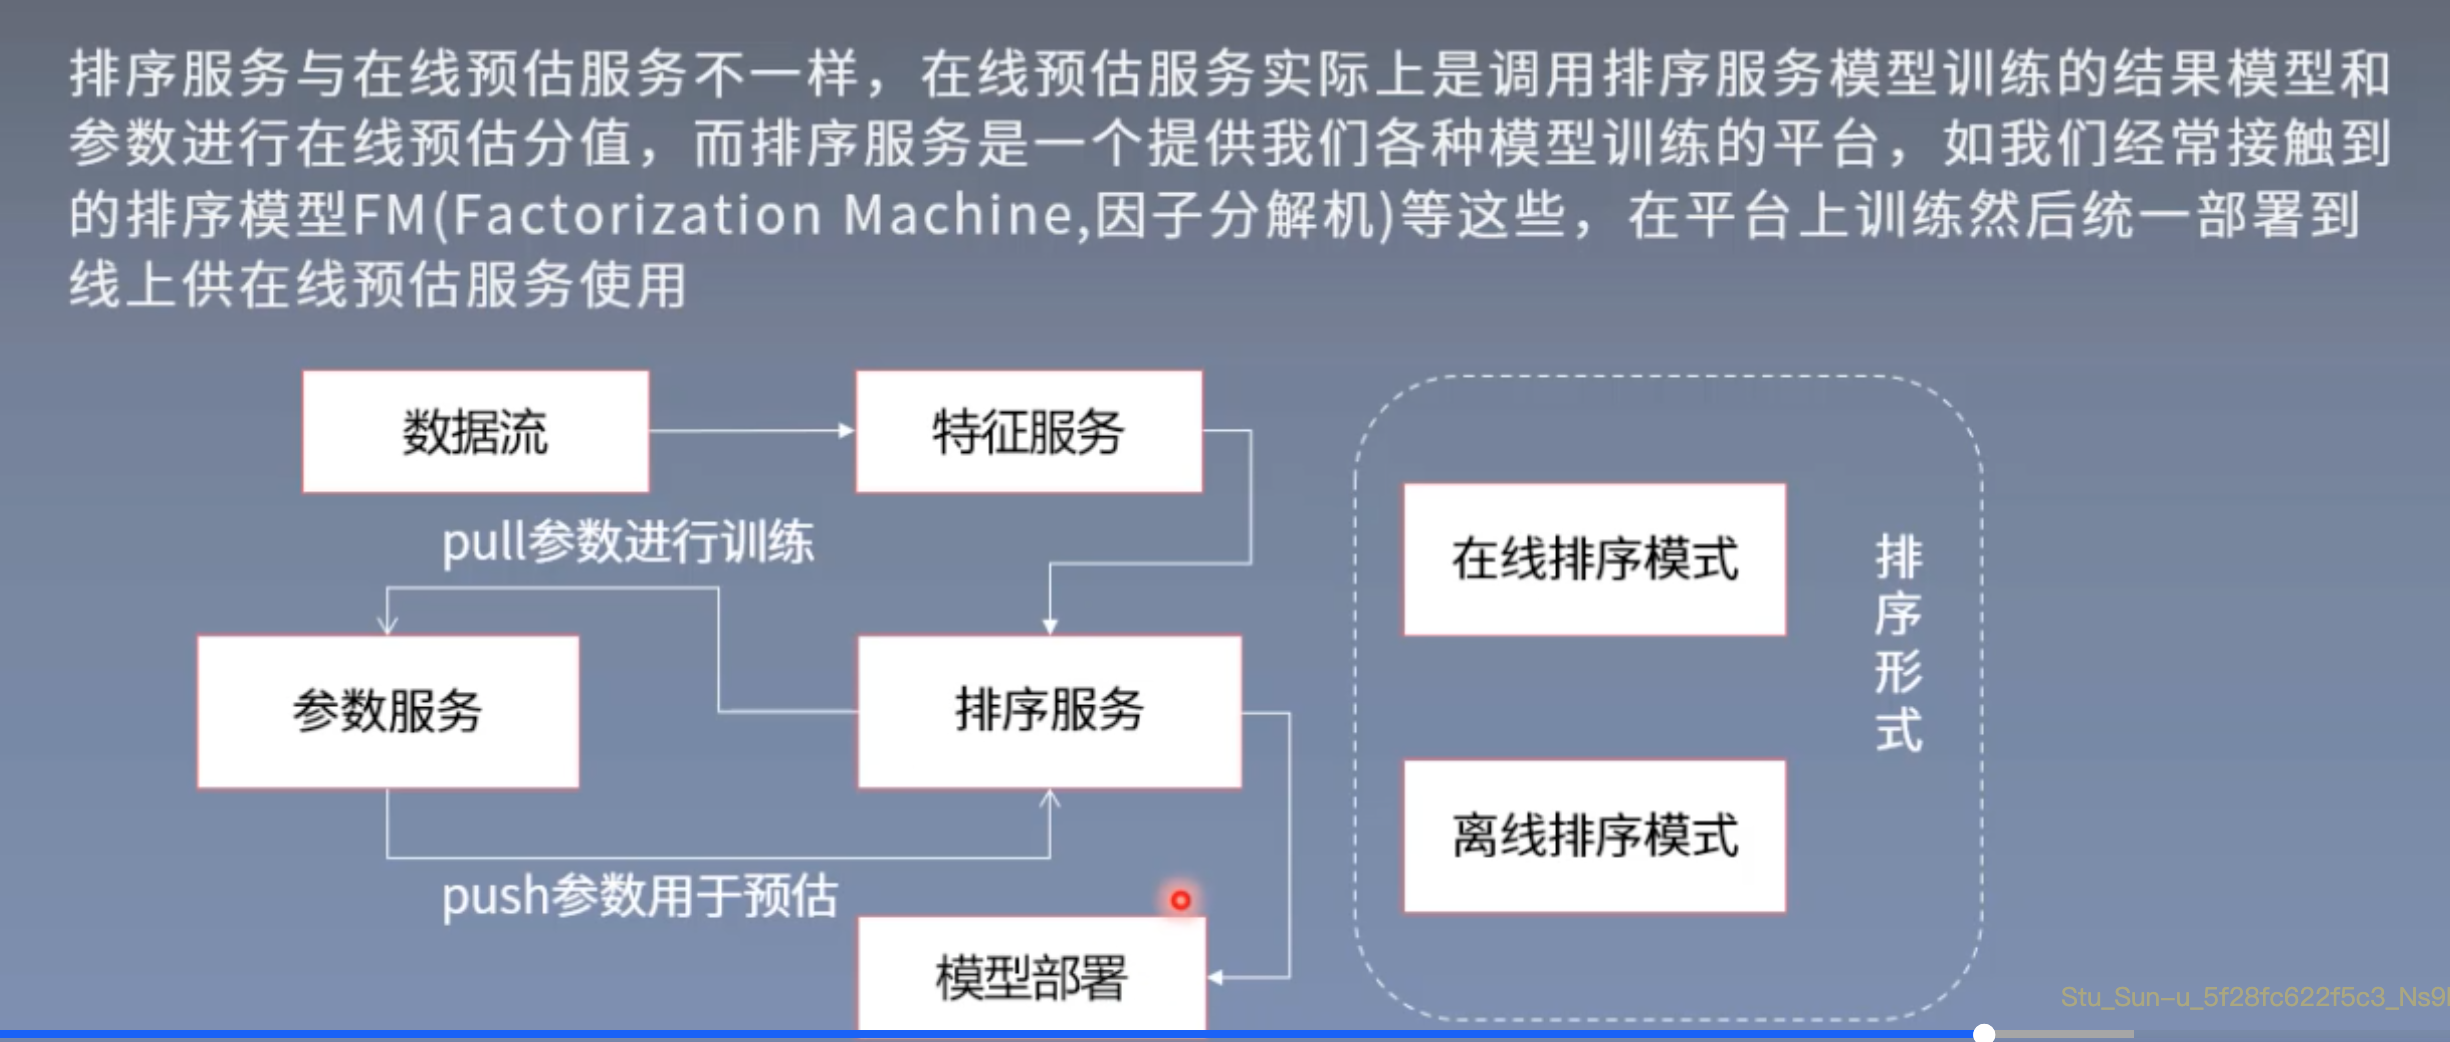 排序服务与在线预估服务不一样，在线预估服务实际上是调用排序服务模型训练的结果模型和
参数进行在线预估分值，而排序服务是一个提供我们各种模型训练的平台，如我们经常接触到
的排序模型FM(Factorization Machine,因子分解机)等这些，在平台上训练然后统一部署到
线上供在线预估服务使用
数据流
特征服务
pull参数进行训练
参数服务
排序服务
push参数用于预估
模型部署
在线排序模式
离线排序模式
排序形式
Stu_Sun-u_5f28fc622f5c3_Ns9